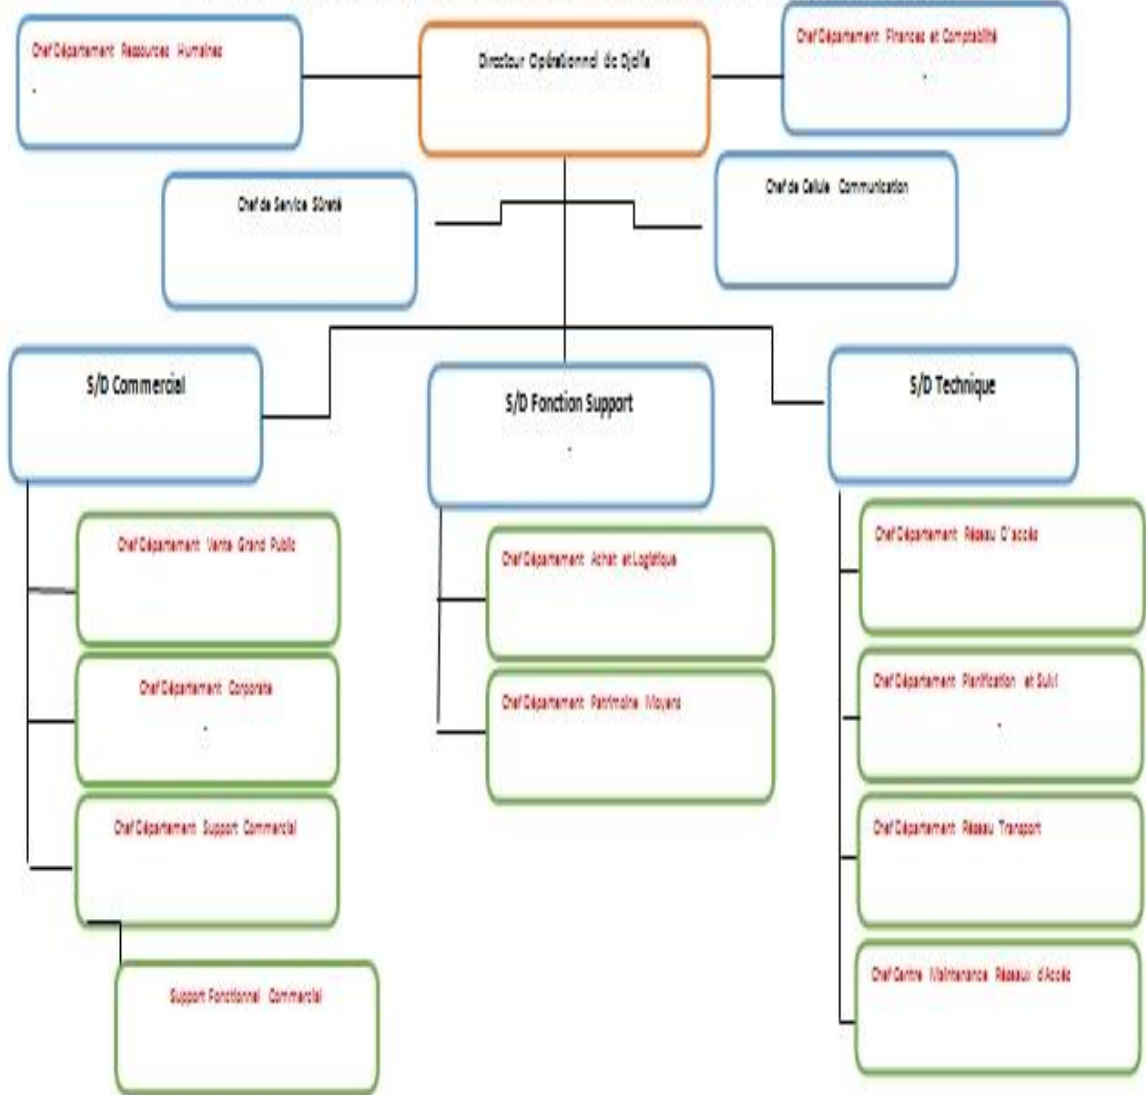 Chef Département Ressources Humaines
Directeur Opérationnel de Djelfa
Chef Département Finances et Comptabilité
Chef de Service Sûreté
Chef de Cellule Communication
S/D Commercial
S/D Fonction Support
S/D Technique
Chef Département Vente Grand Public
Chef Département Corporate
Chef Département Support Commercial
Support Fonctionnel Commercial
Chef Département Achat et Logistique
Chef Département Patrimoine Moyens
Chef Département Réseau D'accès
Chef Département Planification et Suivi
Chef Département Réseau Transport
Chef Centre Maintenance Réseaux d'Accès